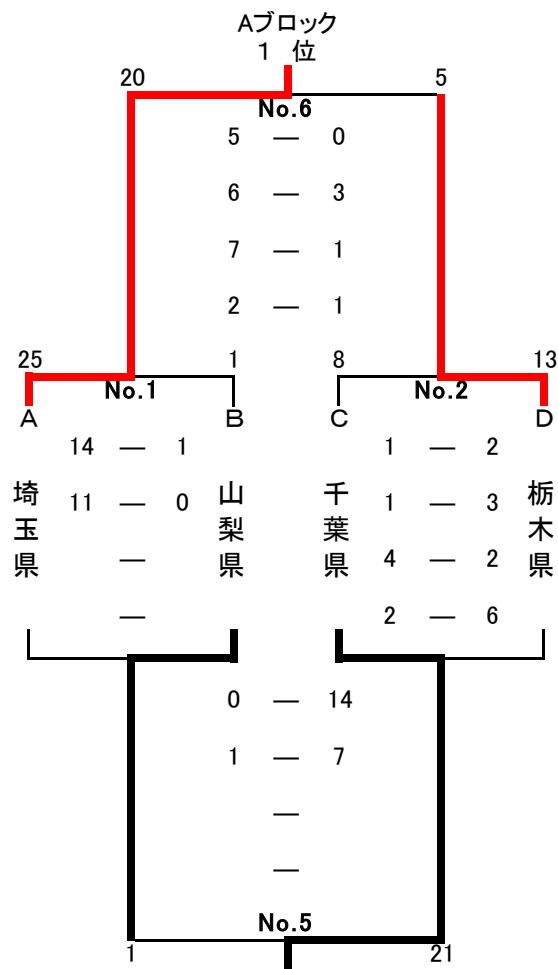 Aブロック
1 位
20 5
No.6
5 — 0
6 — 3
7 — 1
2 — 1
25 1 8 13
No.1 No.2
A B C D
14 — 1 1 — 2
埼玉県 山梨県 千葉県 栃木県
11 — 0 1 — 3
— 4 — 2
— 2 — 6
0 — 14
1 — 7
—
—
No.5
1 21